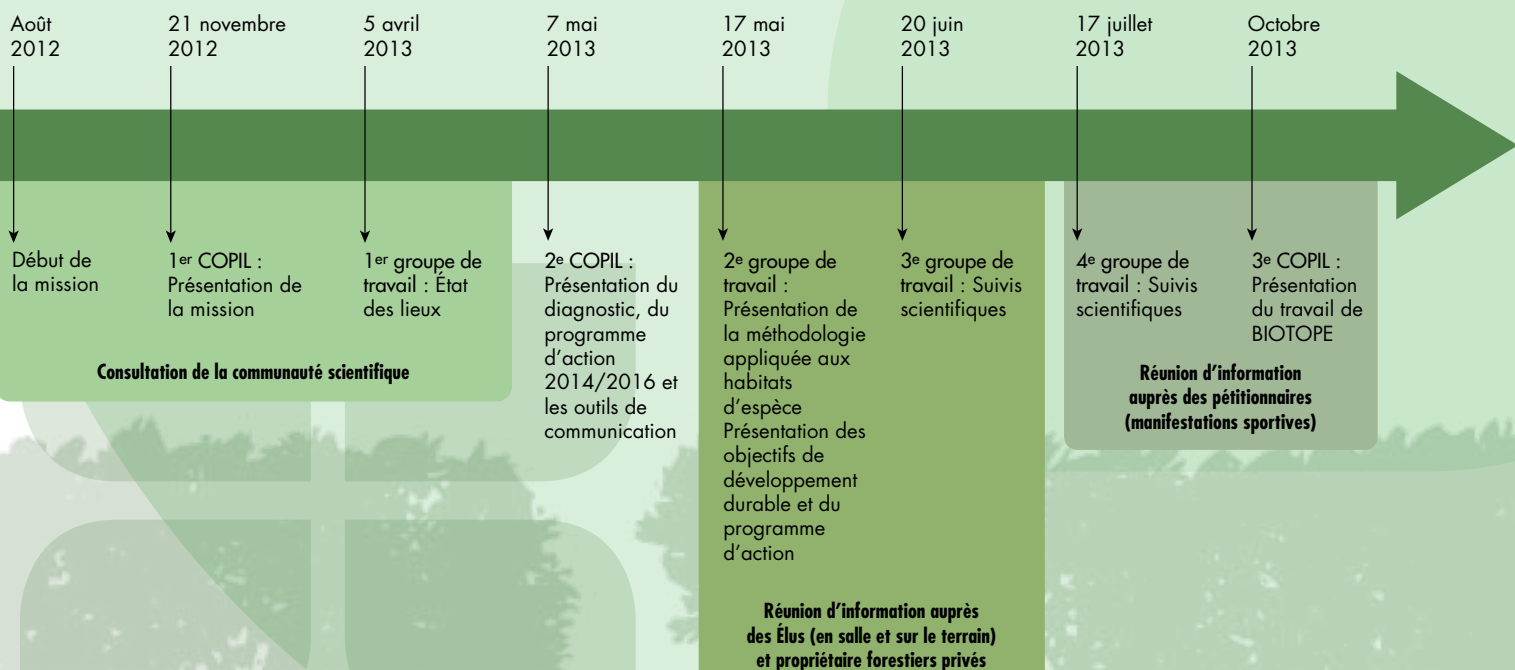 Août
2012
21 novembre
2012
5 avril
2013
7 mai
2013
17 mai
2013
20 juin
2013
17 juillet
2013
Octobre
2013
Début de
la mission
1er COPIL :
Présentation de
la mission
1er groupe de
travail : État
des lieux
Consultation de la communauté scientifique
2e COPIL :
Présentation du
diagnostic, du
programme
d’action
2014/2016 et
les outils de
communication
2e groupe de
travail :
Présentation de
la méthodologie
appliquée aux
habitats
d’espèce
Présentation des
objectifs de
développement
durable et du
programme
d’action
3e groupe de
travail : Suivis
scientifiques
Réunion d’information auprès
des Élus (en salle et sur le terrain)
et propriétaire forestiers privés
4e groupe de
travail : Suivis
scientifiques
3e COPIL :
Présentation
du travail de
BIOTOPE
Réunion d’information
auprès des pétitionnaires
(manifestations sportives)